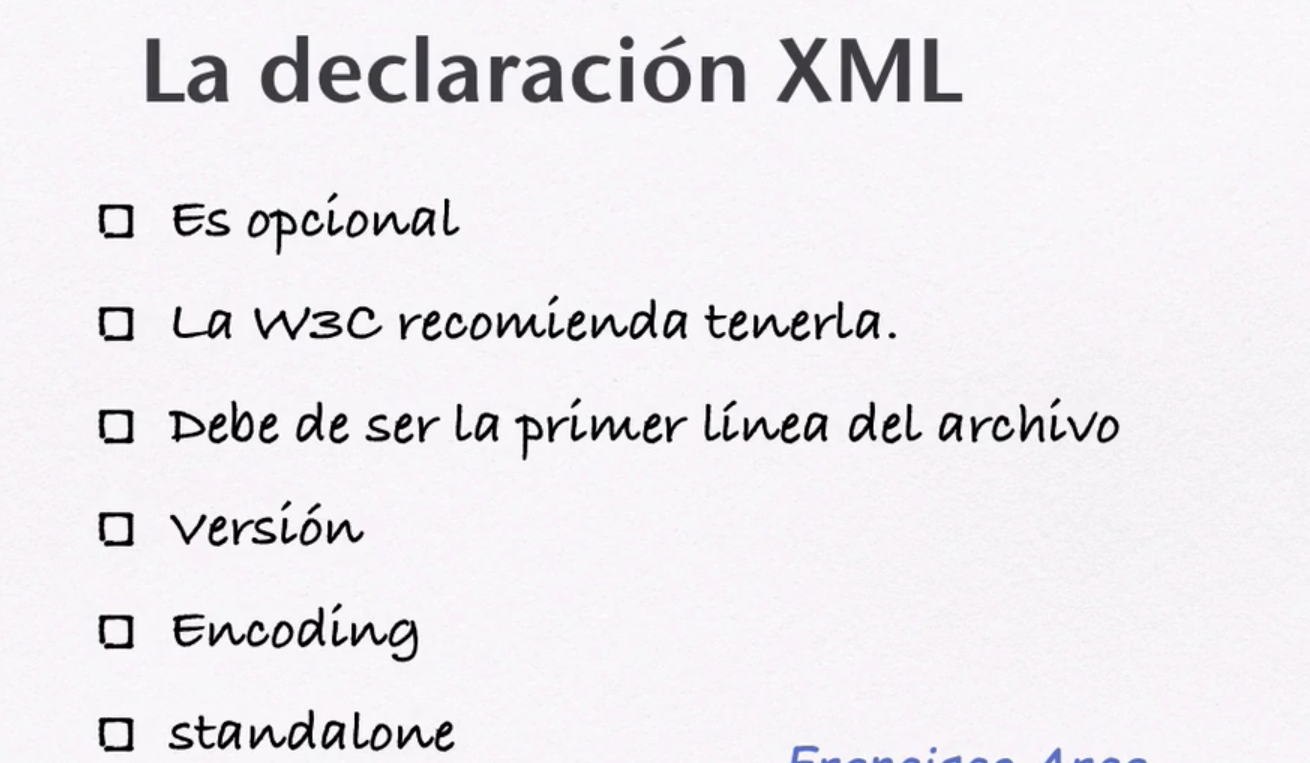 La declaración XML
Es opcional
La W3C recomienda tenerla.
Debe de ser la primer línea del archivo
Versión
Encoding
standalone